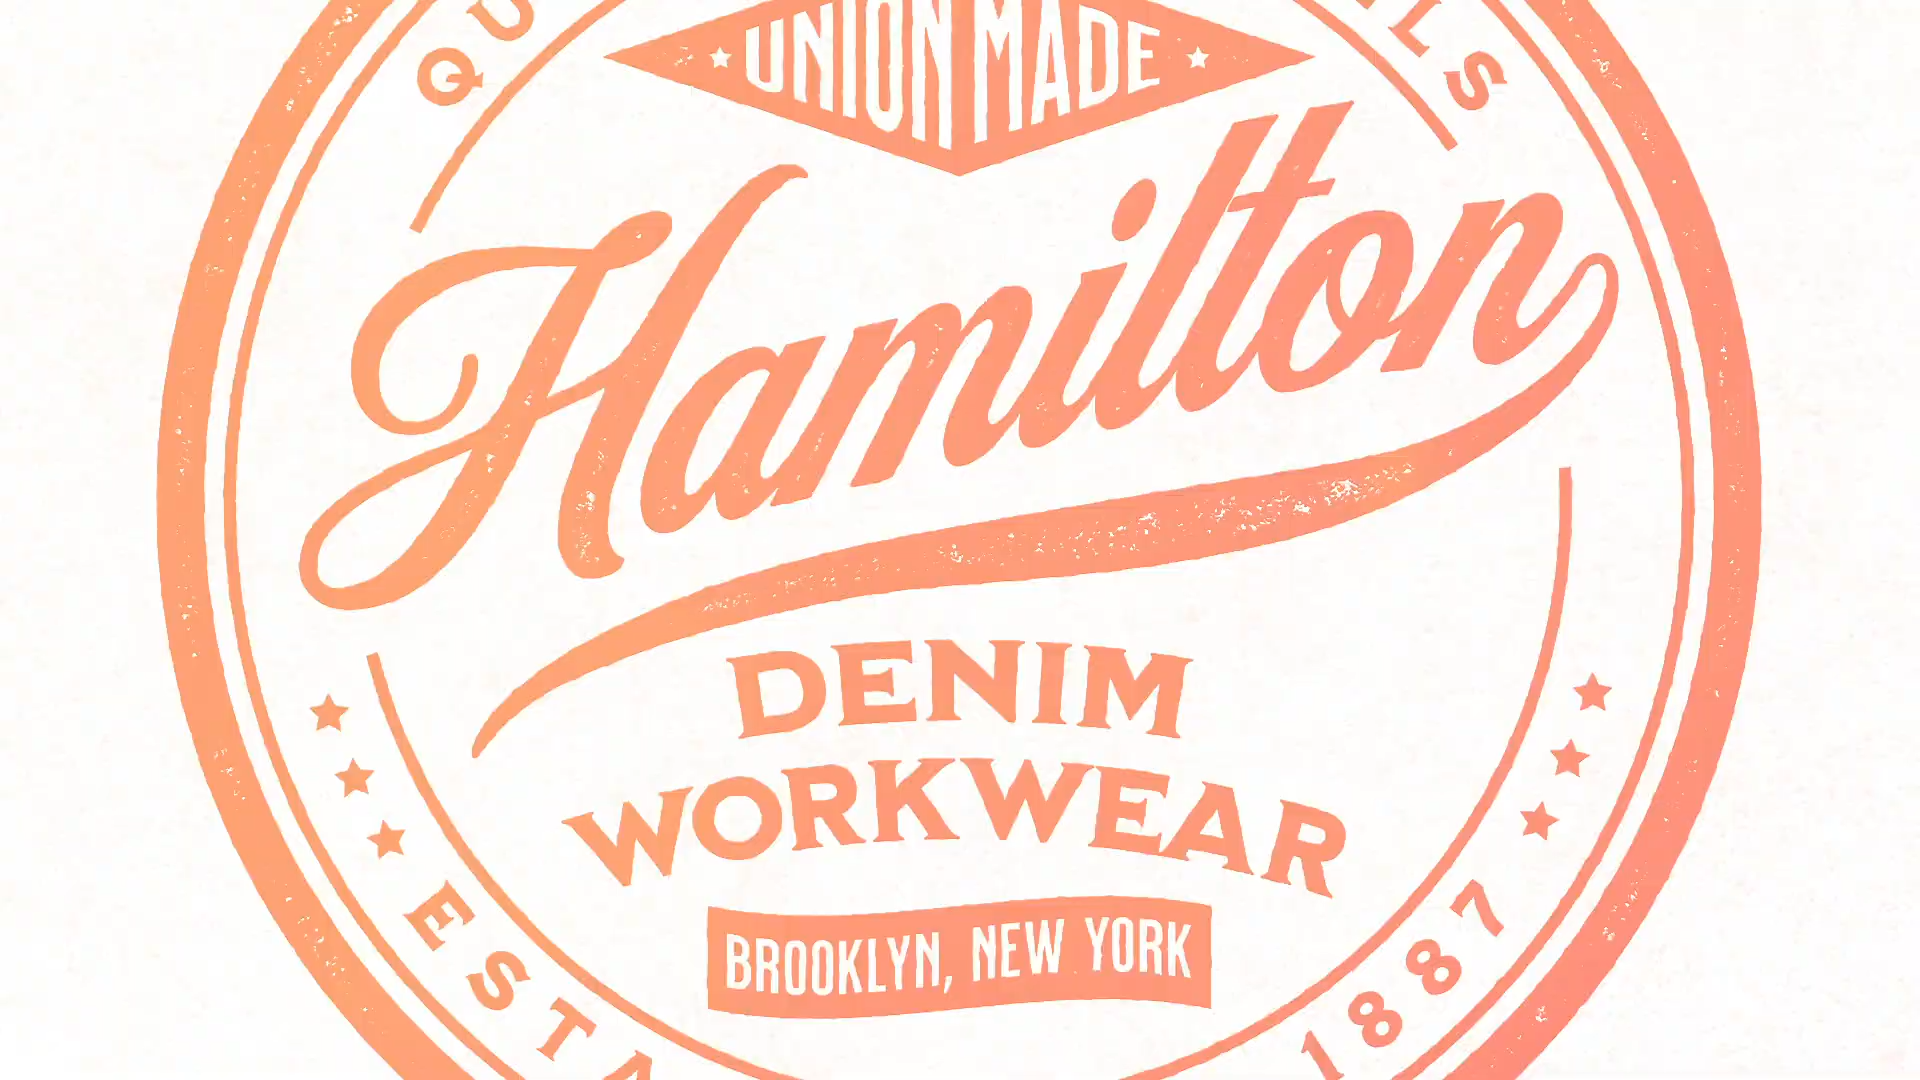 UNION MADE
Hamilton
DENIM
WORKWEAR
BROOKLYN, NEW YORK
1887